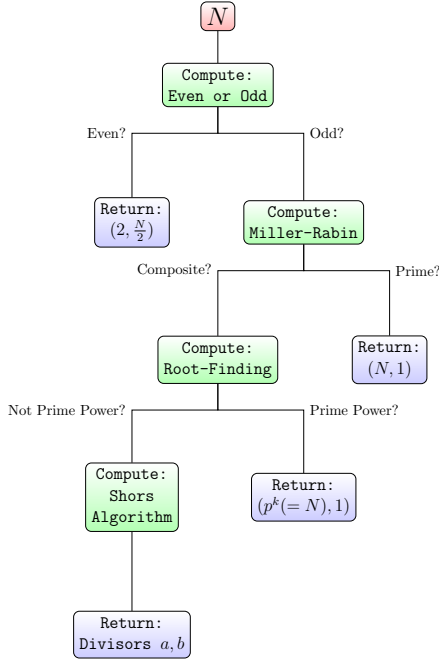 N
Compute:
Even or Odd
Even?
Odd?
Return:
(2, N/2)
Compute:
Miller-Rabin
Composite?
Prime?
Compute:
Root-Finding
Return:
(N, 1)
Not Prime Power?
Prime Power?
Compute:
Shors
Algorithm
Return:
(p^k(= N), 1)
Return:
Divisors a, b